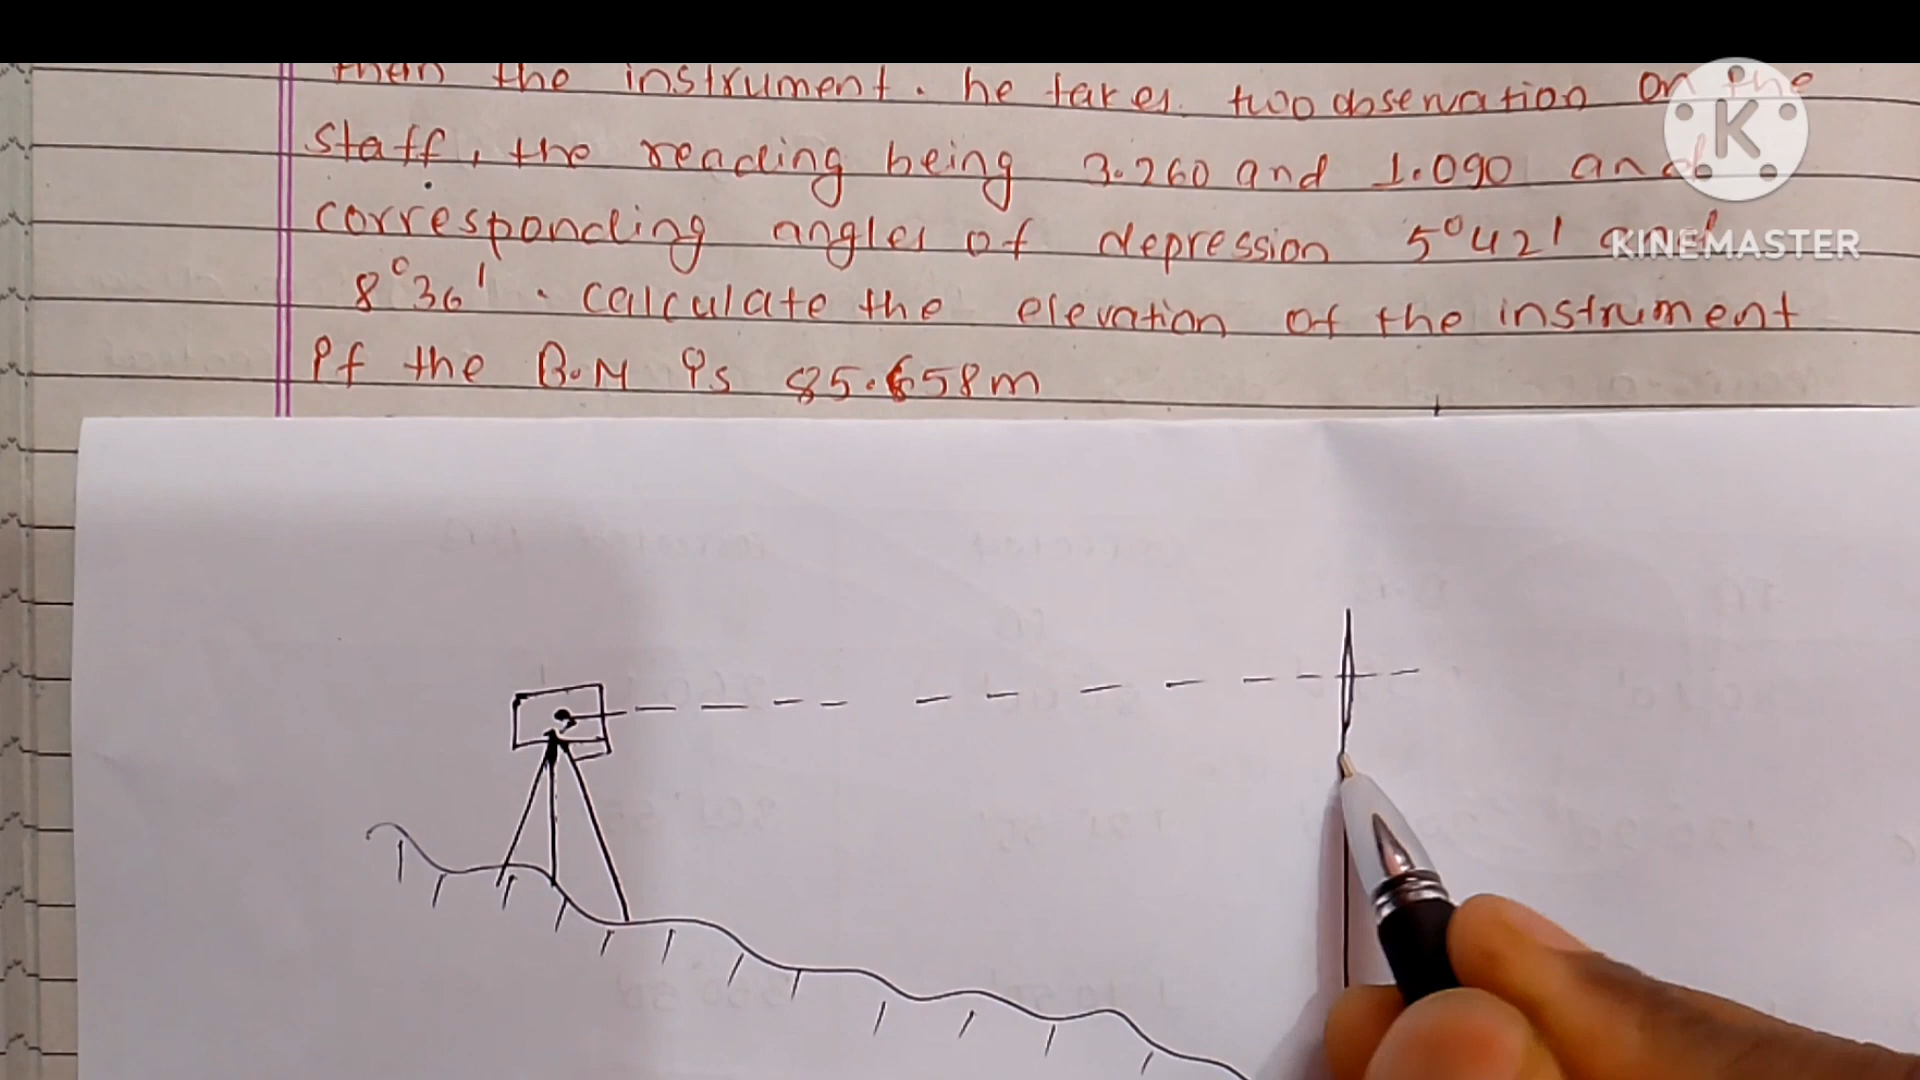 than the instrument. he takes two observation on the
staff, the reading being 3.260 and 1.090 and
corresponding angles of depression 5°42' and
8°36'. calculate the elevation of the instrument
if the B.M is 85.658m
K
KINEMASTER